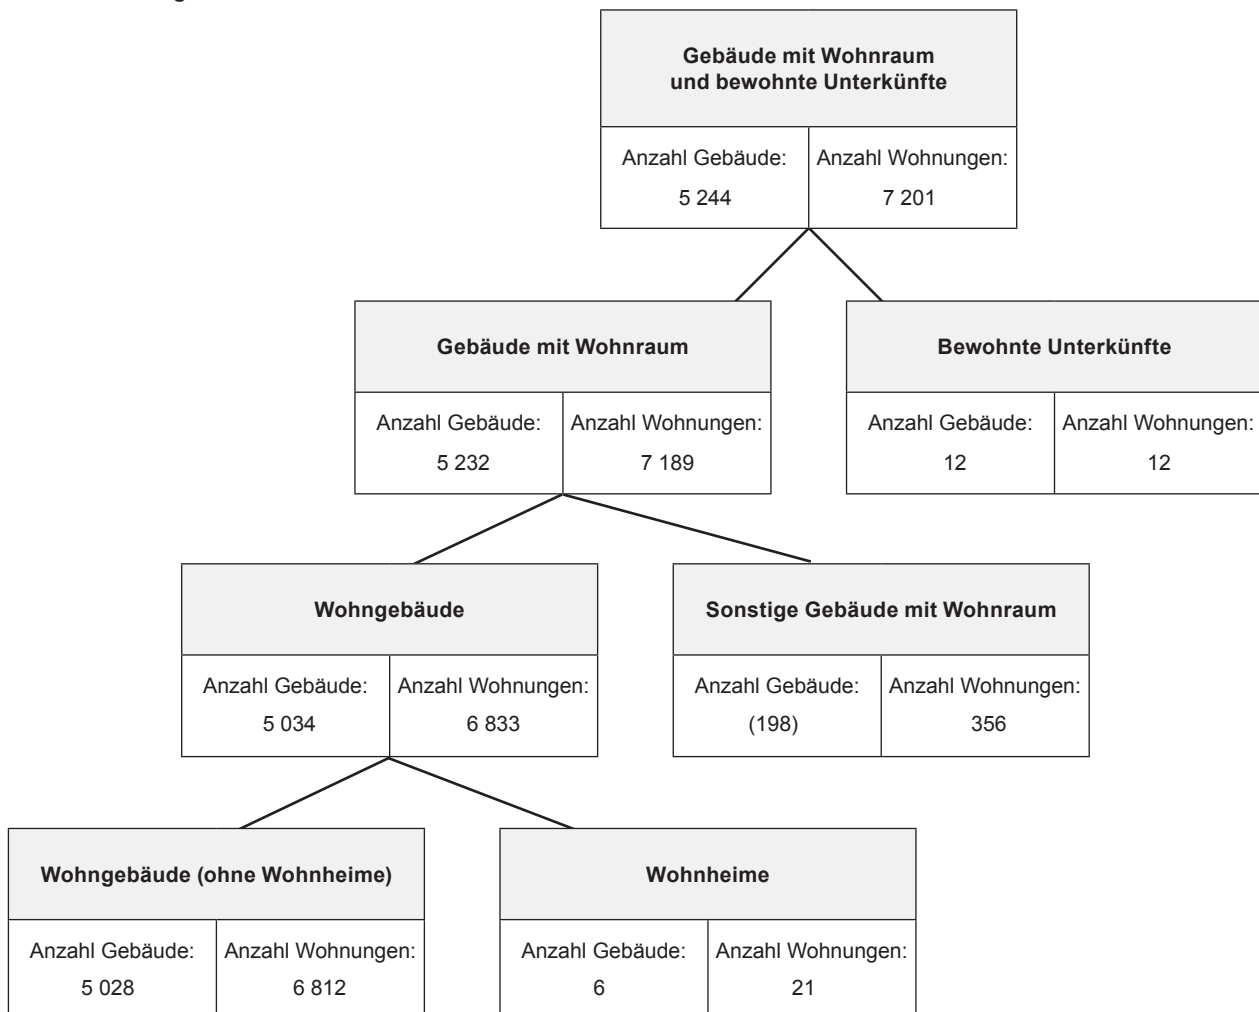 Gebäude mit Wohnraum
und bewohnte Unterkünfte
Anzahl Gebäude: Anzahl Wohnungen:
5 244 7 201
Gebäude mit Wohnraum Bewohnte Unterkünfte
Anzahl Gebäude: Anzahl Wohnungen: Anzahl Gebäude: Anzahl Wohnungen:
5 232 7 189 12 12
Wohngebäude Sonstige Gebäude mit Wohnraum
Anzahl Gebäude: Anzahl Wohnungen: Anzahl Gebäude: Anzahl Wohnungen:
5 034 6 833 (198) 356
Wohngebäude (ohne Wohnheime) Wohnheime
Anzahl Gebäude: Anzahl Wohnungen: Anzahl Gebäude: Anzahl Wohnungen:
5 028 6 812 6 21